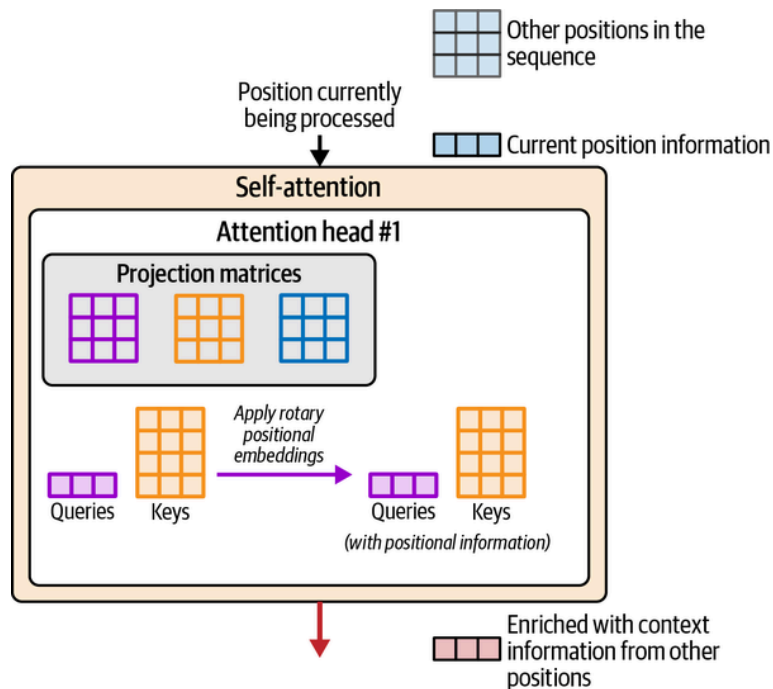 Other positions in the
sequence
Position currently
being processed
Current position information
Self-attention
Attention head #1
Projection matrices
Apply rotary
positional
embeddings
Queries
Keys
Queries
Keys
(with positional information)
Enriched with context
information from other
positions